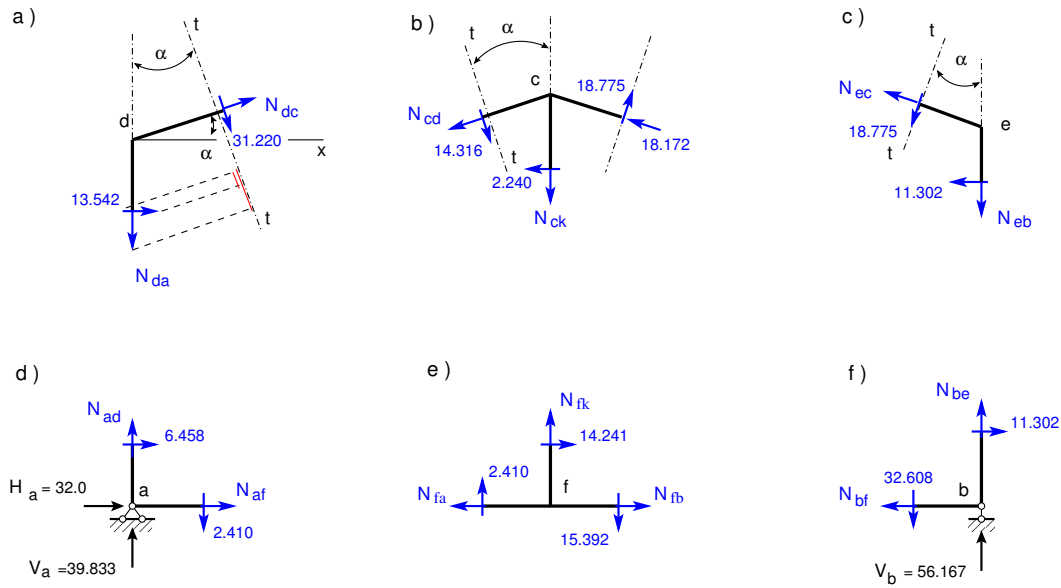 a )
t
α
d
N dc
31.220
α
x
13.542
t
N da
b )
t
α
c
18.775
N cd
14.316
t
18.172
2.240
N ck
c )
t
α
N ec
18.775
t
e
11.302
N eb
d )
N ad
6.458
H a = 32.0
a
N af
2.410
V a = 39.833
e )
N fk
14.241
2.410
N fa
f
N fb
15.392
f )
N be
11.302
32.608
b
N bf
V b = 56.167